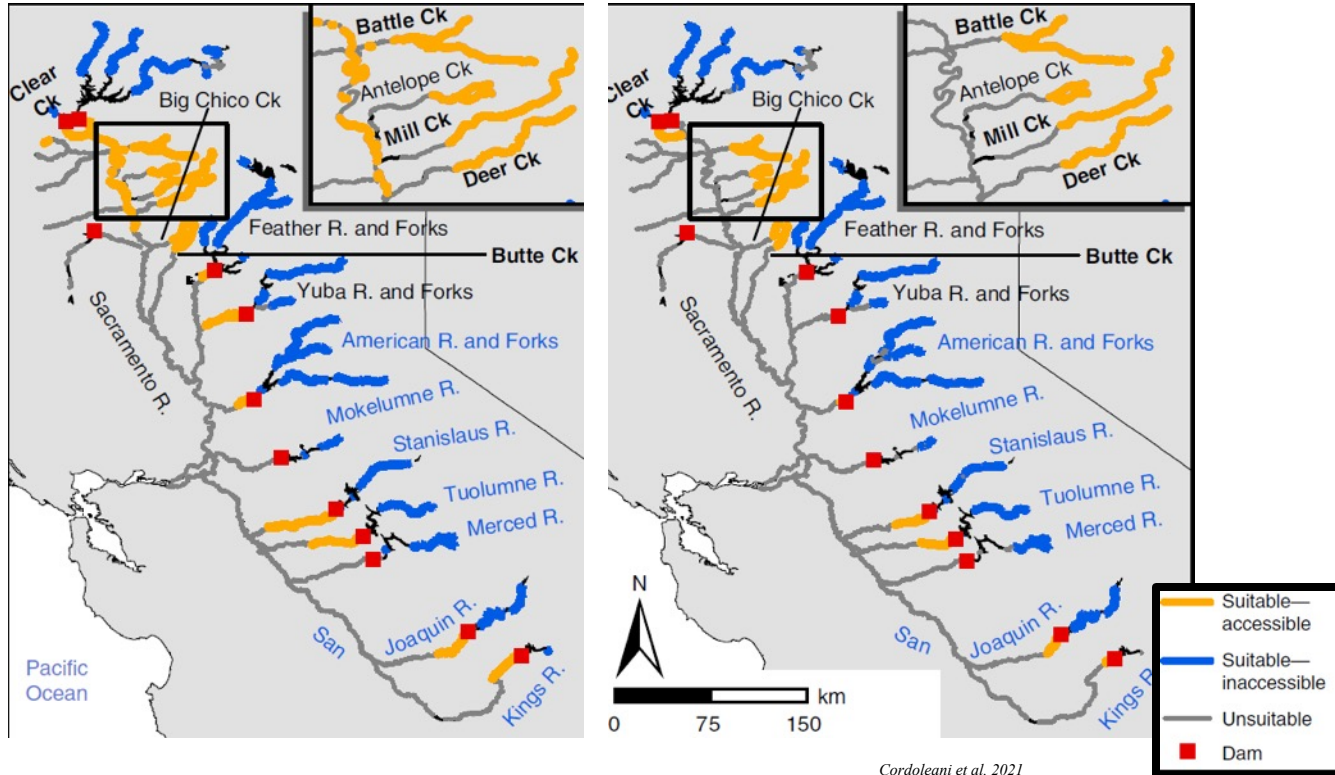 Battle Ck
Antelope Ck
Mill Ck
Deer Ck
Clear
Ck
Big Chico Ck
Feather R. and Forks
Butte Ck
Yuba R. and Forks
Sacramento R.
American R. and Forks
Mokelumne R.
Stanislaus R.
Tuolumne R.
Merced R.
San
Joaquin R.
Kings R.
Pacific
Ocean
Battle Ck
Antelope Ck
Mill Ck
Deer Ck
Clear
Ck
Big Chico Ck
Feather R. and Forks
Butte Ck
Yuba R. and Forks
Sacramento R.
American R. and Forks
Mokelumne R.
Stanislaus R.
Tuolumne R.
Merced R.
San
Joaquin R.
Kings R.
N
km
0 75 150
Suitable—
accessible
Suitable—
inaccessible
Unsuitable
Dam
Cordoleani et al. 2021